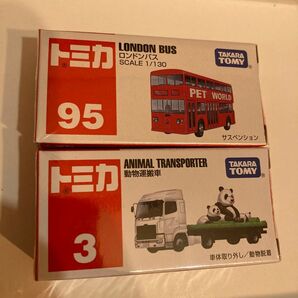 トミカ
LONDON BUS
ロンドンバス
SCALE 1/130
TAKARA
TOMY
95
PET WORLD
サスペンション
トミカ
ANIMAL TRANSPORTER
動物運搬車
TAKARA
TOMY
3
車体取り外し/動物脱着